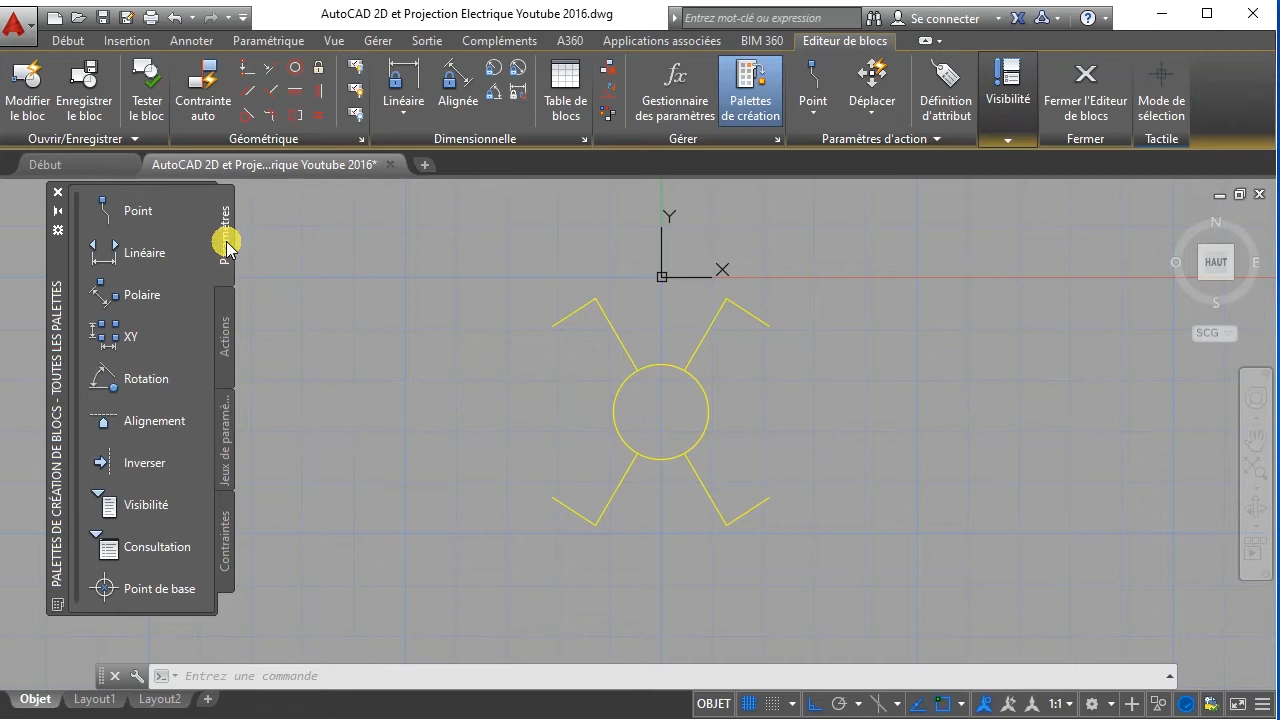 AutoCAD 2D et Projection Electrique Youtube 2016.dwg
Entrez mot-clé ou expression
Se connecter
Début
Insertion
Annoter
Paramétrique
Vue
Gérer
Sortie
Compléments
A360
Applications associées
BIM 360
Editeur de blocs
Modifier
le bloc
Enregistrer
le bloc
Tester
le bloc
Contrainte
auto
Linéaire
Alignée
Table de
blocs
fx
Gestionnaire
des paramètres
Palettes
de création
Point
Déplacer
Définition
d'attribut
Visibilité
Fermer l'Editeur
de blocs
Mode de
sélection
Ouvrir/Enregistrer
Géométrique
Dimensionnelle
Gérer
Paramètres d'action
Fermer
Tactile
Début
AutoCAD 2D et Proje...rique Youtube 2016*
PALETTES DE CRÉATION DE BLOCS - TOUTES LES PALETTES
Point
Linéaire
Polaire
XY
Rotation
Alignement
Inverser
Visibilité
Consultation
Point de base
Actions
Jeux de paramè...
Contraintes
Y
X
N
O
HAUT
E
S
SCG
Entrez une commande
Objet
Layout1
Layout2
OBJET
1:1